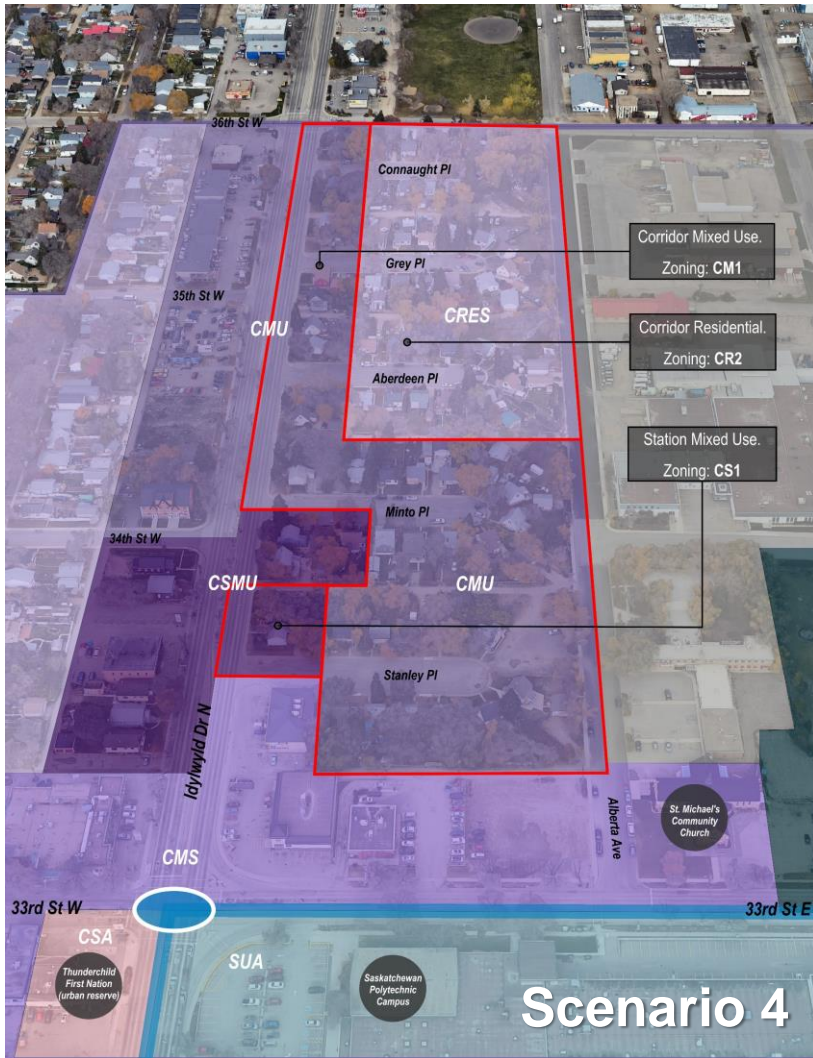 36th St W
Connaught Pl
Corridor Mixed Use.
Zoning: CM1
Grey Pl
35th St W
CMU
CRES
Corridor Residential.
Zoning: CR2
Aberdeen Pl
Station Mixed Use.
Zoning: CS1
Minto Pl
34th St W
CSMU
CMU
Stanley Pl
Idylwyld Dr N
Alberta Ave
St. Michael's
Community
Church
CMS
33rd St W
33rd St E
CSA
SUA
Thunderchild
First Nation
(urban reserve)
Saskatchewan
Polytechnic
Campus
Scenario 4